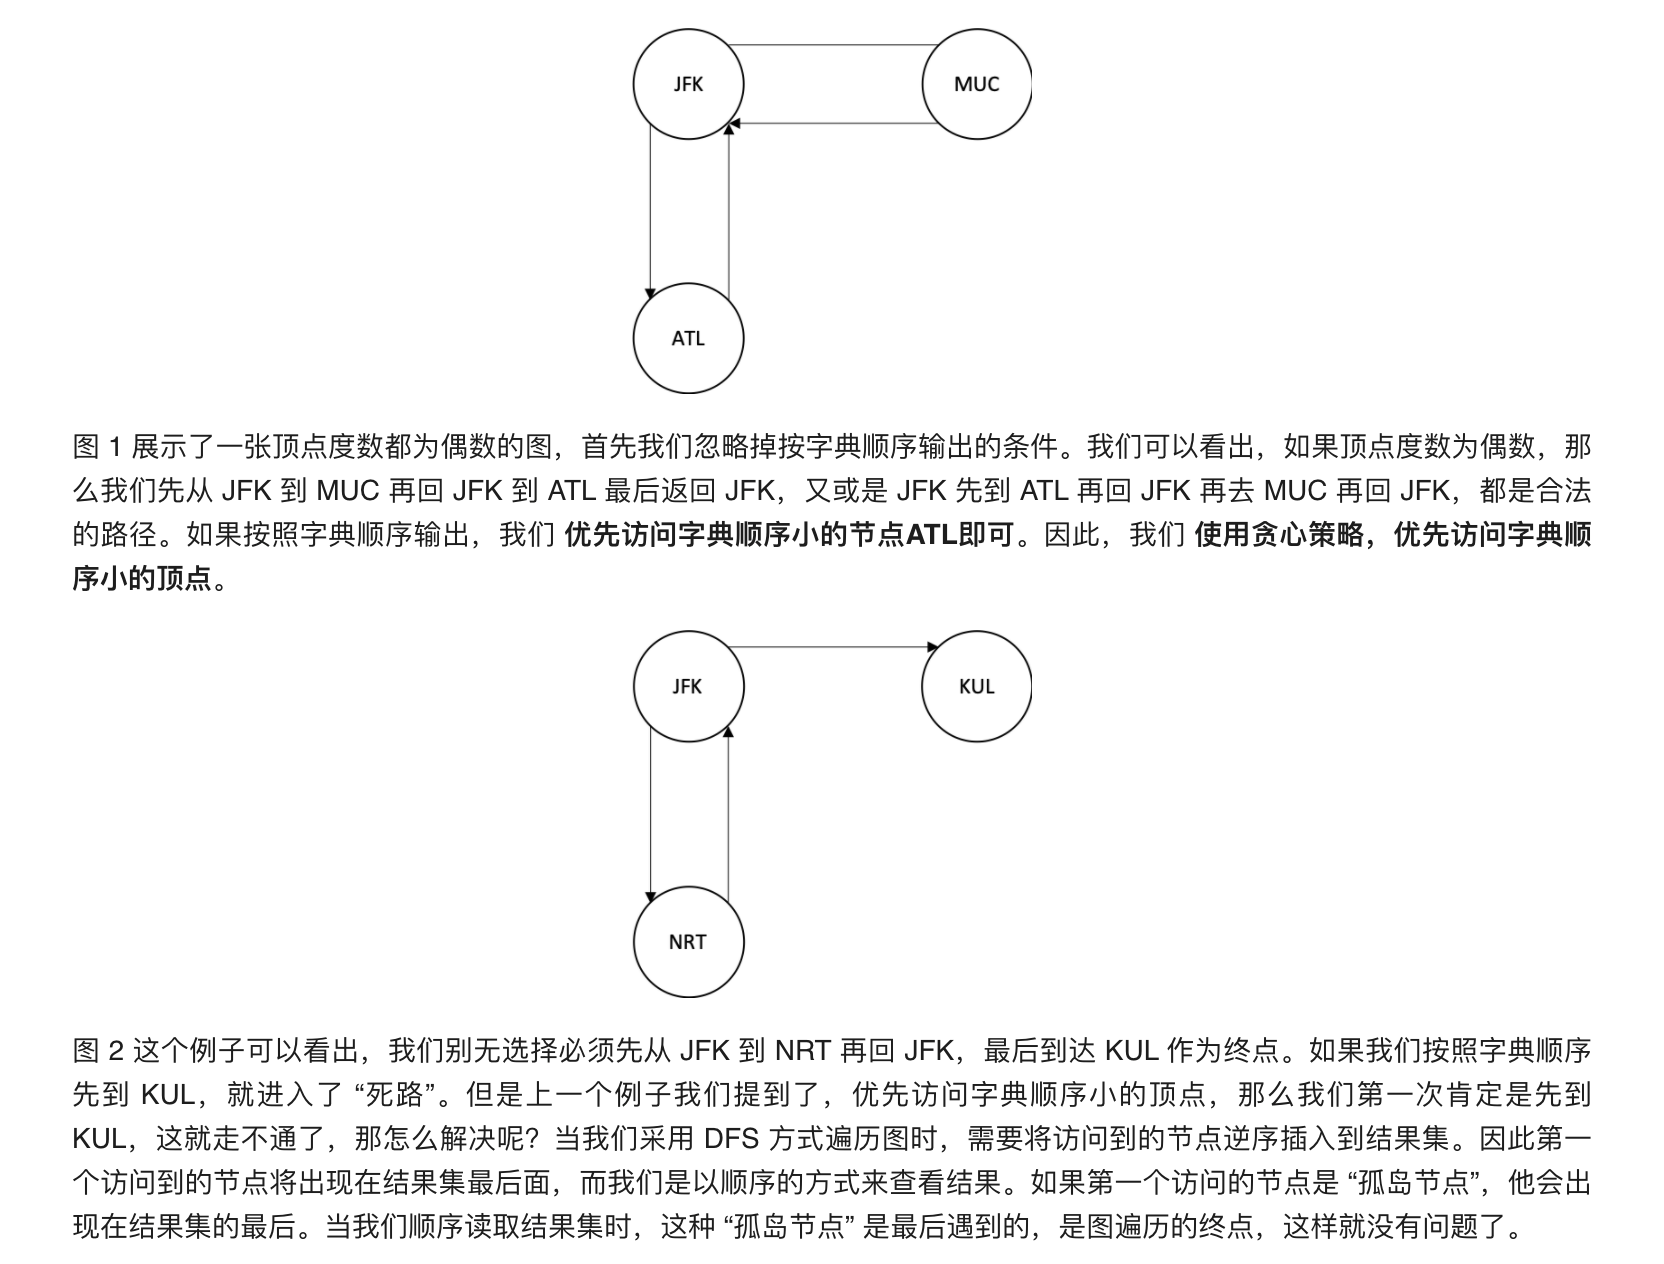 JFK
MUC
ATL
图 1 展示了一张顶点度数都为偶数的图，首先我们忽略掉按字典顺序输出的条件。我们可以看出，如果顶点度数为偶数，那
么我们先从 JFK 到 MUC 再回 JFK 到 ATL 最后返回 JFK，又或是 JFK 先到 ATL 再回 JFK 再去 MUC 再回 JFK，都是合法
的路径。如果按照字典顺序输出，我们 优先访问字典顺序小的节点ATL即可。因此，我们 使用贪心策略，优先访问字典顺
序小的顶点。
JFK
KUL
NRT
图 2 这个例子可以看出，我们别无选择必须先从 JFK 到 NRT 再回 JFK，最后到达 KUL 作为终点。如果我们按照字典顺序
先到 KUL，就进入了 “死路”。但是上一个例子我们提到了，优先访问字典顺序小的顶点，那么我们第一次肯定是先到
KUL，这就走不通了，那怎么解决呢？当我们采用 DFS 方式遍历图时，需要将访问到的节点逆序插入到结果集。因此第一
个访问到的节点将出现在结果集最后面，而我们是以顺序的方式来查看结果。如果第一个访问的节点是 “孤岛节点”，他会出
现在结果集的最后。当我们顺序读取结果集时，这种 “孤岛节点” 是最后遇到的，是图遍历的终点，这样就没有问题了。